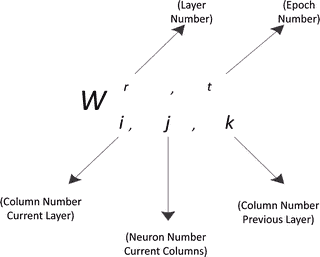 (Layer
Number)
(Epoch
Number)
r , t
W
i, j , k
(Column Number
Current Layer)
(Column Number
Previous Layer)
(Neuron Number
Current Columns)